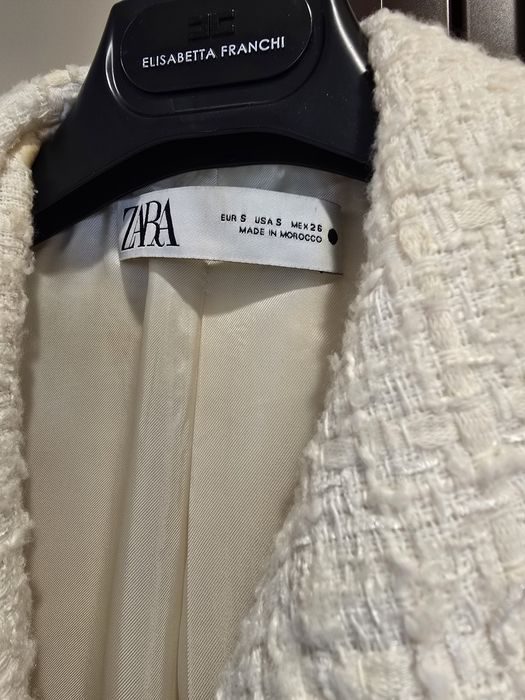 ELISABETTA FRANCHI
ZARA
EUR S USA S MEX 26
MADE IN MOROCCO